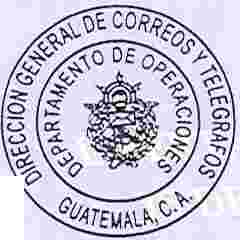 DIRECCION GENERAL DE CORREOS Y TELEGRAFOS
DEPARTAMENTO DE OPERACIONES
GUATEMALA, C. A.